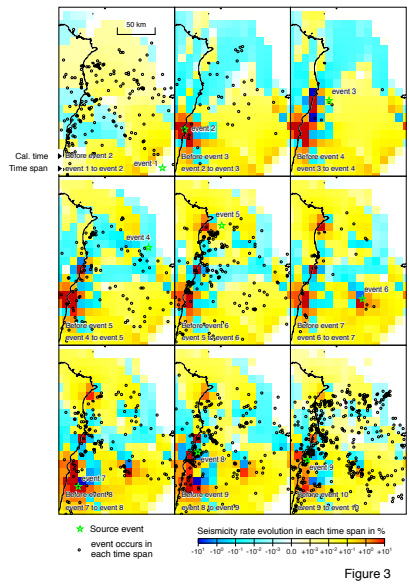 50 km
Cal. time
Time span
Before event 2
event 1
event 1 to event 2
event 2
Before event 3
event 2 to event 3
event 3
Before event 4
event 3 to event 4
event 4
Before event 5
event 4 to event 5
event 5
Before event 6
event 5 to event 6
event 6
Before event 7
event 6 to event 7
event 7
Before event 8
event 7 to event 8
event 8
Before event 9
event 8 to event 9
event 9
Before event 10
event 9 to event 10
Source event
event occurs in
each time span
Seismicity rate evolution in each time span in %
-10¹ -10⁰ -10⁻¹ -10⁻² -10⁻³ 0.0 +10⁻³ +10⁻² +10⁻¹ +10⁰ +10¹
Figure 3